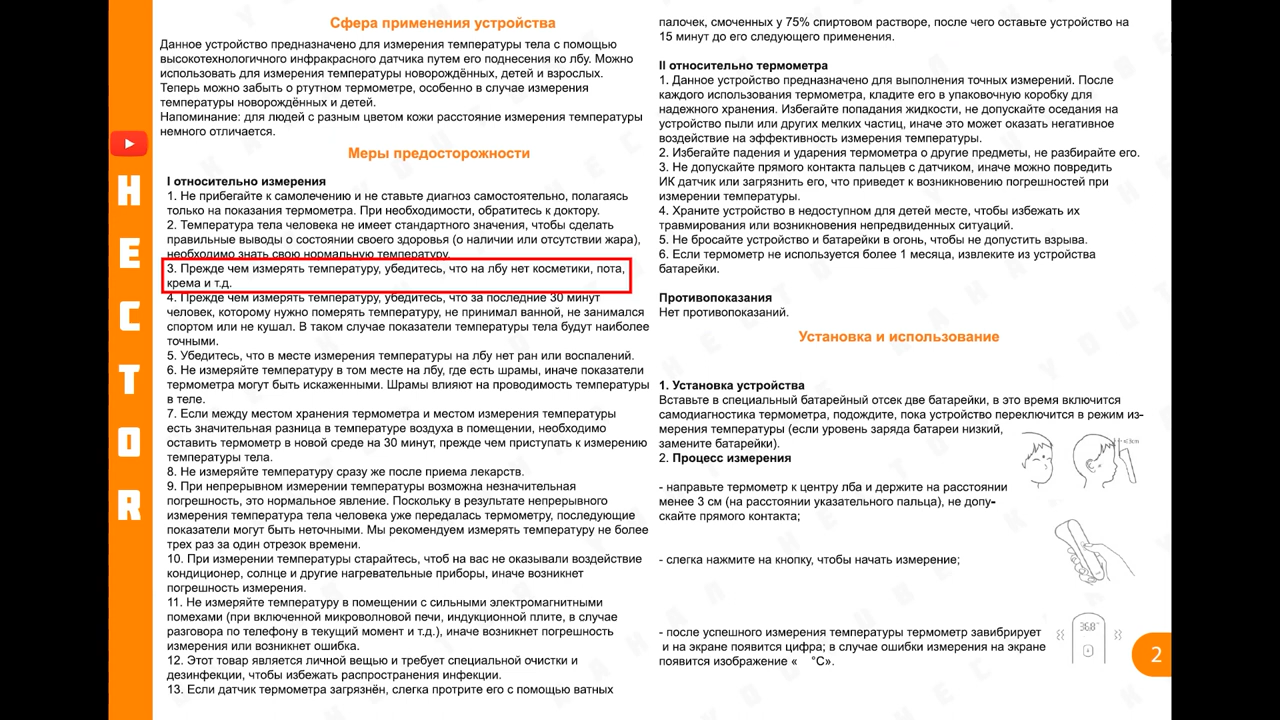 HECTOR
Сфера применения устройства
Данное устройство предназначено для измерения температуры тела с помощью
высокотехнологичного инфракрасного датчика путем его поднесения ко лбу. Можно
использовать для измерения температуры новорождённых, детей и взрослых.
Теперь можно забыть о ртутном термометре, особенно в случае измерения
температуры новорождённых и детей.
Напоминание: для людей с разным цветом кожи расстояние измерения температуры
немного отличается.
Меры предосторожности
I относительно измерения
1. Не прибегайте к самолечению и не ставьте диагноз самостоятельно, полагаясь
только на показания термометра. При необходимости, обратитесь к доктору.
2. Температура тела человека не имеет стандартного значения, чтобы сделать
правильные выводы о состоянии своего здоровья (о наличии или отсутствии жара),
необходимо знать свою нормальную температуру.
3. Прежде чем измерять температуру, убедитесь, что на лбу нет косметики, пота,
крема и т.д.
4. Прежде чем измерять температуру, убедитесь, что за последние 30 минут
человек, которому нужно померять температуру, не принимал ванной, не занимался
спортом или не кушал. В таком случае показатели температуры тела будут наиболее
точными.
5. Убедитесь, что в месте измерения температуры на лбу нет ран или воспалений.
6. Не измеряйте температуру в том месте на лбу, где есть шрамы, иначе показатели
термометра могут быть искаженными. Шрамы влияют на проводимость температуры
в теле.
7. Если между местом хранения термометра и местом измерения температуры
есть значительная разница в температуре воздуха в помещении, необходимо
оставить термометр в новой среде на 30 минут, прежде чем приступать к измерению
температуры тела.
8. Не измеряйте температуру сразу же после приема лекарств.
9. При непрерывном измерении температуры возможна незначительная
погрешность, это нормальное явление. Поскольку в результате непрерывного
измерения температура тела человека уже передалась термометру, последующие
показатели могут быть неточными. Мы рекомендуем измерять температуру не более
трех раз за один отрезок времени.
10. При измерении температуры старайтесь, чтоб на вас не оказывали воздействие
кондиционер, солнце и другие нагревательные приборы, иначе возникнет
погрешность измерения.
11. Не измеряйте температуру в помещении с сильными электромагнитными
помехами (при включенной микроволновой печи, индукционной плите, в случае
разговора по телефону в текущий момент и т.д.), иначе возникнет погрешность
измерения или возникнет ошибка.
12. Этот товар является личной вещью и требует специальной очистки и
дезинфекции, чтобы избежать распространения инфекции.
13. Если датчик термометра загрязнён, слегка протрите его с помощью ватных
палочек, смоченных у 75% спиртовом растворе, после чего оставьте устройство на
15 минут до его следующего применения.
II относительно термометра
1. Данное устройство предназначено для выполнения точных измерений. После
каждого использования термометра, кладите его в упаковочную коробку для
надежного хранения. Избегайте попадания жидкости, не допускайте оседания на
устройство пыли или других мелких частиц, иначе это может оказать негативное
воздействие на эффективность измерения температуры.
2. Избегайте падения и ударения термометра о другие предметы, не разбирайте его.
3. Не допускайте прямого контакта пальцев с датчиком, иначе можно повредить
ИК датчик или загрязнить его, что приведет к возникновению погрешностей при
измерении температуры.
4. Храните устройство в недоступном для детей месте, чтобы избежать их
травмирования или возникновения непредвиденных ситуаций.
5. Не бросайте устройство и батарейки в огонь, чтобы не допустить взрыва.
6. Если термометр не используется более 1 месяца, извлеките из устройства
батарейки.
Противопоказания
Нет противопоказаний.
Установка и использование
1. Установка устройства
Вставьте в специальный батарейный отсек две батарейки, в это время включится
самодиагностика термометра, подождите, пока устройство переключится в режим из-
мерения температуры (если уровень заряда батареи низкий,
замените батарейки).
2. Процесс измерения
- направьте термометр к центру лба и держите на расстоянии
менее 3 см (на расстоянии указательного пальца), не допу-
скайте прямого контакта;
≤3cm
- слегка нажмите на кнопку, чтобы начать измерение;
- после успешного измерения температуры термометр завибрирует
и на экране появится цифра; в случае ошибки измерения на экране
появится изображение « °С».
36.8
2